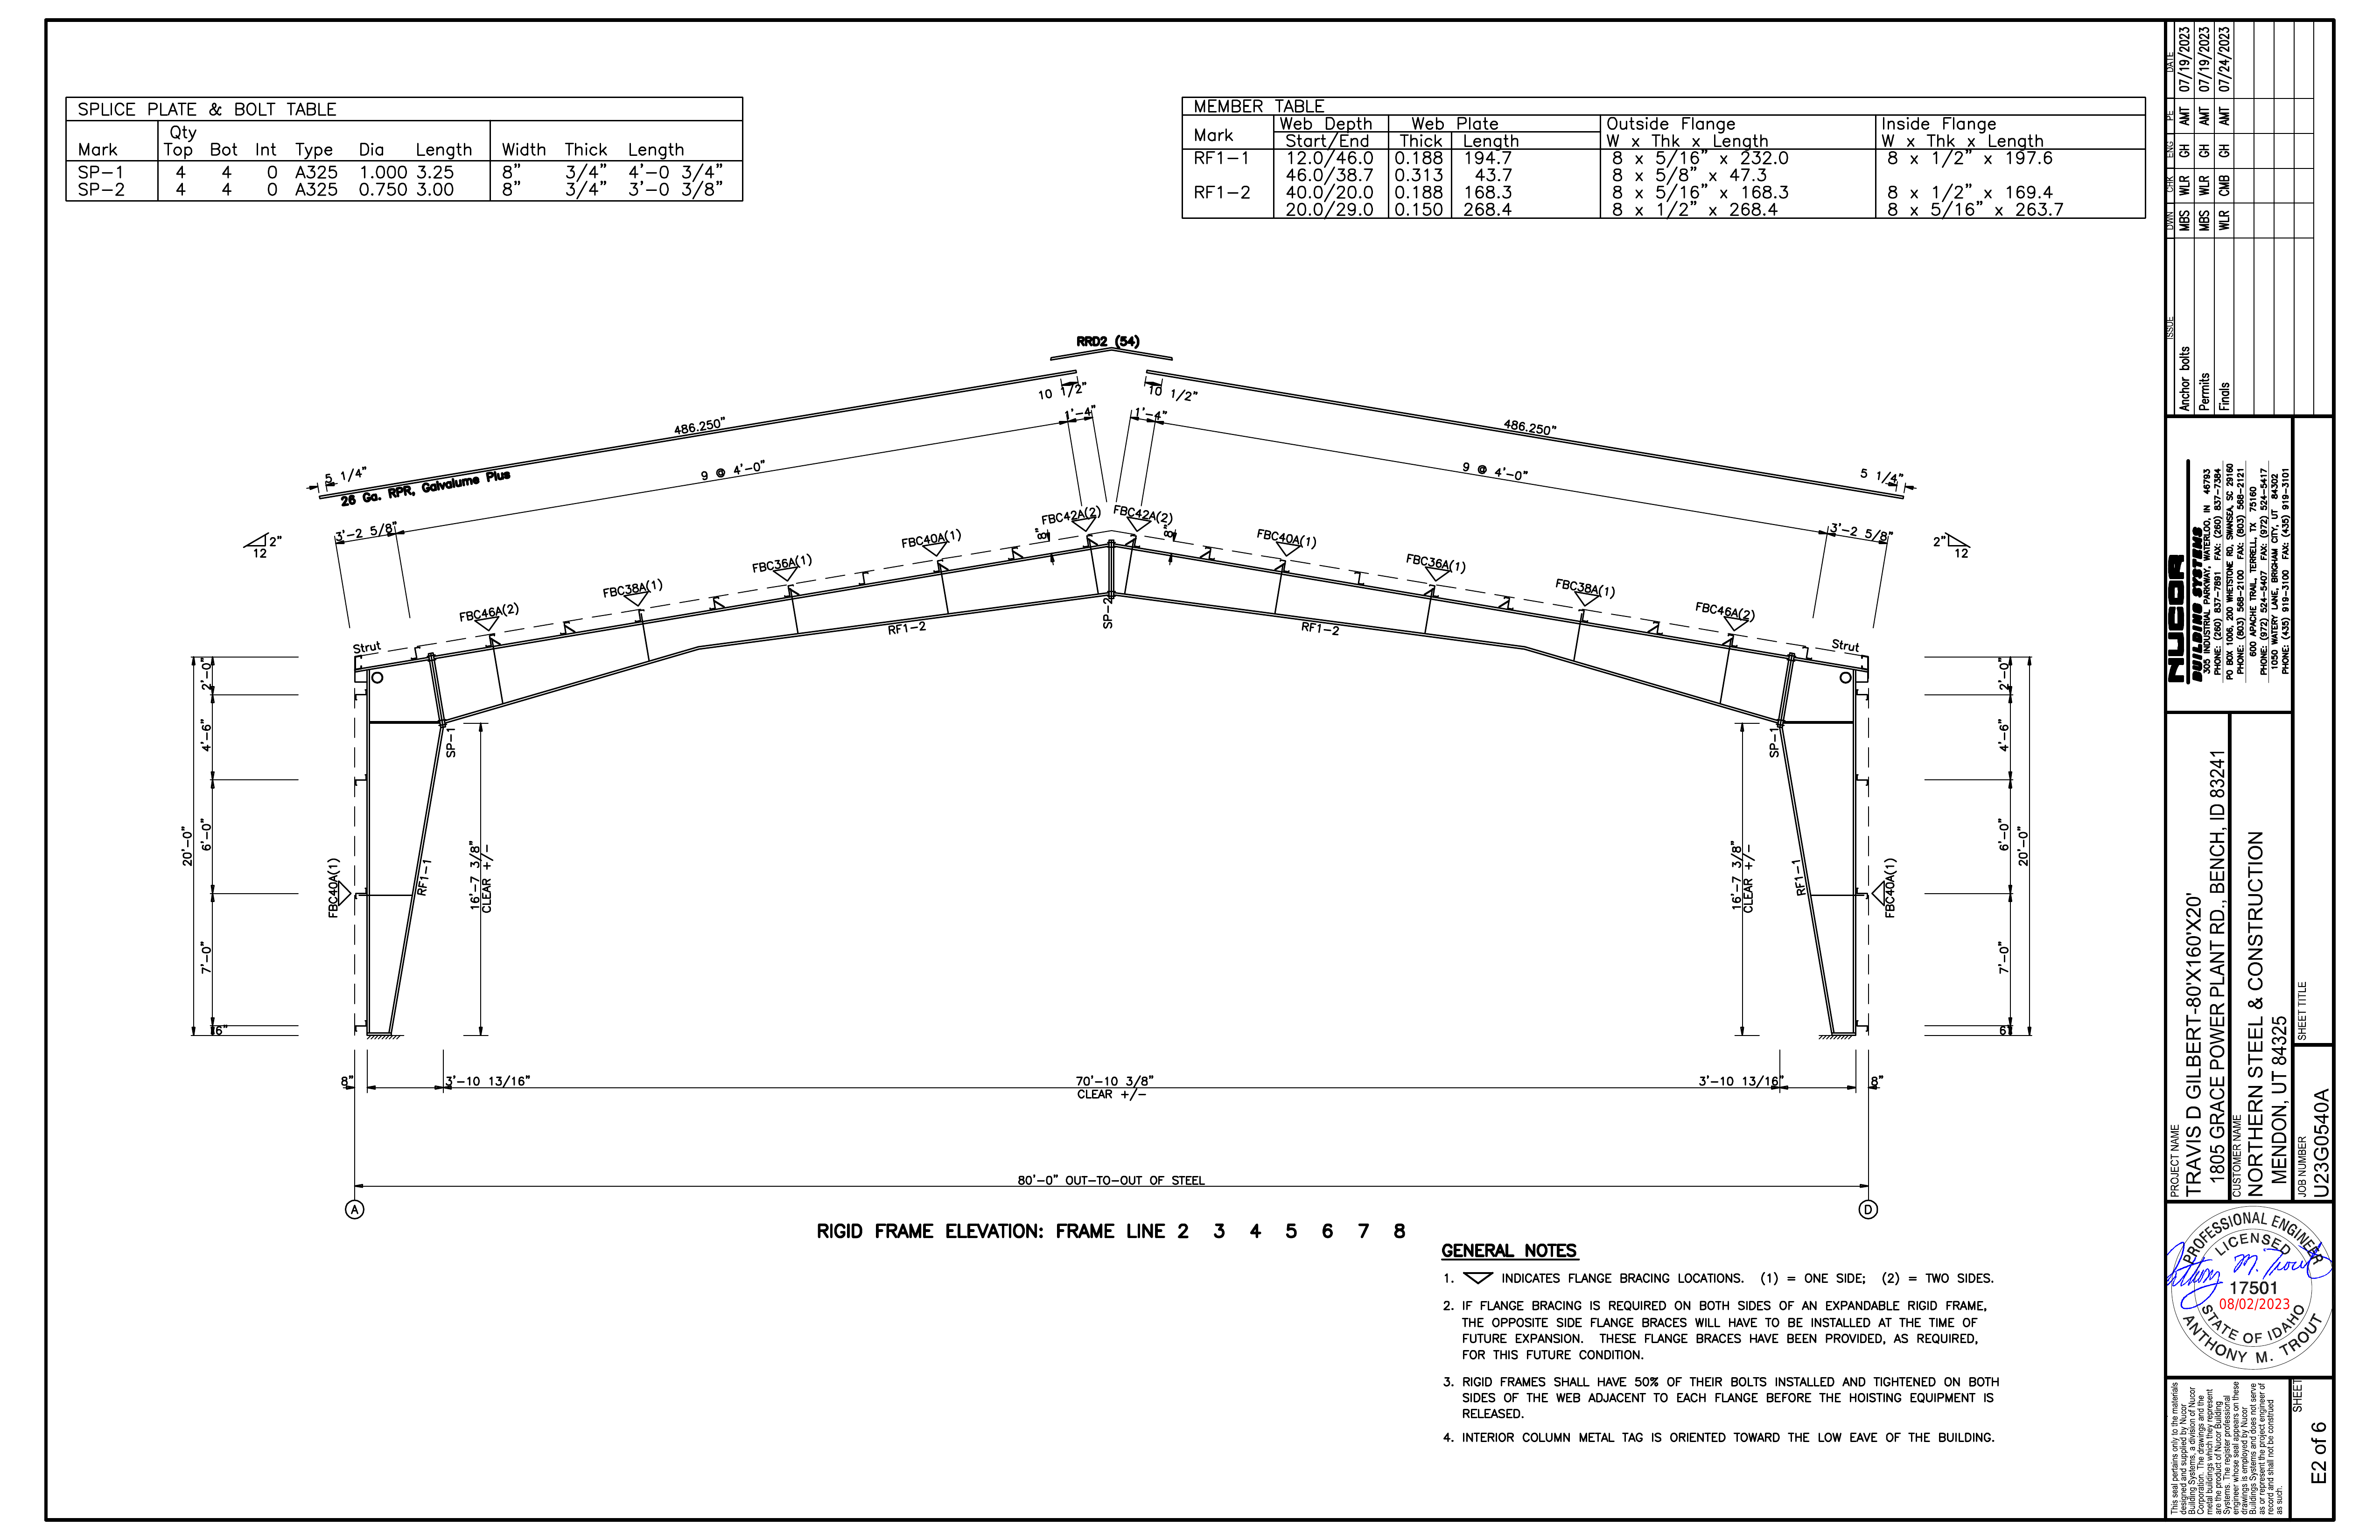 SPLICE PLATE & BOLT TABLE
Mark Qty Top Bot Int Type Dia Length Width Thick Length
SP-1 4 4 0 A325 1.000 3.25 8" 3/4" 4'-0 3/4"
SP-2 4 4 0 A325 0.750 3.00 8" 3/4" 3'-0 3/8"
MEMBER TABLE
Mark Web Depth Web Plate Outside Flange Inside Flange
Start/End Thick Length W x Thk x Length W x Thk x Length
RF1-1 12.0/46.0 0.188 194.7 8 x 5/16" x 232.0 8 x 1/2" x 197.6
46.0/38.7 0.313 43.7 8 x 5/8" x 47.3
RF1-2 40.0/20.0 0.188 168.3 8 x 5/16" x 168.3 8 x 1/2" x 169.4
20.0/29.0 0.150 268.4 8 x 1/2" x 268.4 8 x 5/16" x 263.7
RRD2 (54)
10 1/2" 10 1/2"
1'-4" 1'-4"
486.250" 486.250"
9 @ 4'-0" 9 @ 4'-0"
5 1/4" 5 1/4"
26 Ga. RPR, Galvalume Plus
3'-2 5/8" 3'-2 5/8"
2" 12 2" 12
FBC42A(2) FBC42A(2)
8" 8"
FBC40A(1) FBC40A(1)
FBC36A(1) FBC36A(1)
FBC38A(1) FBC38A(1)
FBC46A(2) FBC46A(2)
Strut Strut
RF1-2 SP-2 RF1-2
SP-1 SP-1
2'-0" 2'-0"
4'-6" 4'-6"
6'-0" 6'-0"
20'-0" 20'-0"
7'-0" 7'-0"
6" 6"
FBC40A(1) FBC40A(1)
RF1-1 RF1-1
16'-7 3/8" 16'-7 3/8"
CLEAR +/- CLEAR +/-
8" 3'-10 13/16" 70'-10 3/8" 3'-10 13/16" 8"
CLEAR +/-
80'-0" OUT-TO-OUT OF STEEL
A D
RIGID FRAME ELEVATION: FRAME LINE 2 3 4 5 6 7 8
GENERAL NOTES
1. INDICATES FLANGE BRACING LOCATIONS. (1) = ONE SIDE; (2) = TWO SIDES.
2. IF FLANGE BRACING IS REQUIRED ON BOTH SIDES OF AN EXPANDABLE RIGID FRAME,
THE OPPOSITE SIDE FLANGE BRACES WILL HAVE TO BE INSTALLED AT THE TIME OF
FUTURE EXPANSION. THESE FLANGE BRACES HAVE BEEN PROVIDED, AS REQUIRED,
FOR THIS FUTURE CONDITION.
3. RIGID FRAMES SHALL HAVE 50% OF THEIR BOLTS INSTALLED AND TIGHTENED ON BOTH
SIDES OF THE WEB ADJACENT TO EACH FLANGE BEFORE THE HOISTING EQUIPMENT IS
RELEASED.
4. INTERIOR COLUMN METAL TAG IS ORIENTED TOWARD THE LOW EAVE OF THE BUILDING.
ISSUE DWN CHK ENG PE DATE
Anchor bolts MBS WLR GH AMT 07/19/2023
Permits MBS WLR GH AMT 07/19/2023
Finals WLR CMB GH AMT 07/24/2023
NUCOR
BUILDING SYSTEMS
305 INDUSTRIAL PARKWAY, WATERLOO, IN 46793
PHONE: (260) 837-7891 FAX: (260) 837-7384
PO BOX 1006, 200 WHETSTONE RD, SWANSEA, SC 29160
PHONE: (803) 568-2100 FAX: (803) 568-2121
600 APACHE TRAIL, TERRELL, TX 75160
PHONE: (972) 524-5407 FAX: (972) 524-5417
1050 WATERY LANE, BRIGHAM CITY, UT 84302
PHONE: (435) 919-3100 FAX: (435) 919-3101
PROJECT NAME
TRAVIS D GILBERT-80'X160'X20'
1805 GRACE POWER PLANT RD., BENCH, ID 83241
CUSTOMER NAME
NORTHERN STEEL & CONSTRUCTION
MENDON, UT 84325
SHEET TITLE
JOB NUMBER
U23G0540A
PROFESSIONAL ENGINEER
LICENSED
Anthony M. Trout
17501
08/02/2023
STATE OF IDAHO
ANTHONY M. TROUT
This seal pertains only to the materials
designed and supplied by Nucor
Building Systems, a division of Nucor
Corporation. The drawings and the
metal buildings which they represent
are the product of Nucor Building
Systems. The register professional
engineer whose seal appears on these
drawings is employed by Nucor
Buildings Systems and does not serve
as or represent the project engineer of
record and shall not be construed
as such.
SHEET
E2 of 6